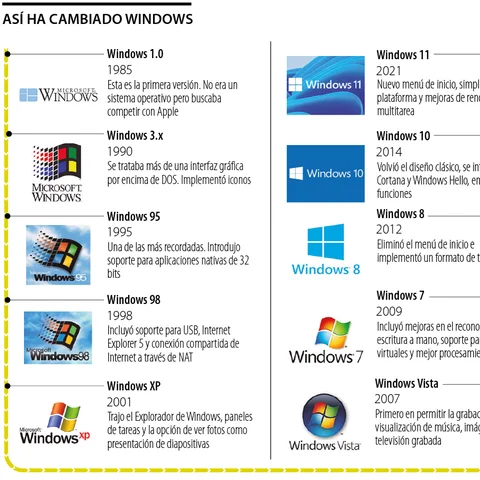 ASÍ HA CAMBIADO WINDOWS
Windows 1.0
1985
Esta es la primera versión. No era un
sistema operativo pero buscaba
competir con Apple
MICROSOFT
WINDOWS
Windows 3.x
1990
Se trataba más de una interfaz gráfica
por encima de DOS. Implementó iconos
MICROSOFT
WINDOWS
Windows 95
1995
Una de las más recordadas. Introdujo
soporte para aplicaciones nativas de 32
bits
Microsoft
Windows95
Windows 98
1998
Incluyó soporte para USB, Internet
Explorer 5 y conexión compartida de
Internet a través de NAT
Microsoft
Windows98
Windows XP
2001
Trajo el Explorador de Windows, paneles
de tareas y la opción de ver fotos como
presentación de diapositivas
Microsoft
Windows xp
Windows 11
2021
Nuevo menú de inicio, simpl
plataforma y mejoras de rend
multitarea
Windows 11
Windows 10
2014
Volvió el diseño clásico, se in
Cortana y Windows Hello, en
funciones
Windows 10
Windows 8
2012
Eliminó el menú de inicio e
implementó un formato de t
Windows 8
Windows 7
2009
Incluyó mejoras en el recono
escritura a mano, soporte pa
virtuales y mejor procesamie
Windows 7
Windows Vista
2007
Primero en permitir la graba
visualización de música, imá
televisión grabada
Windows Vista